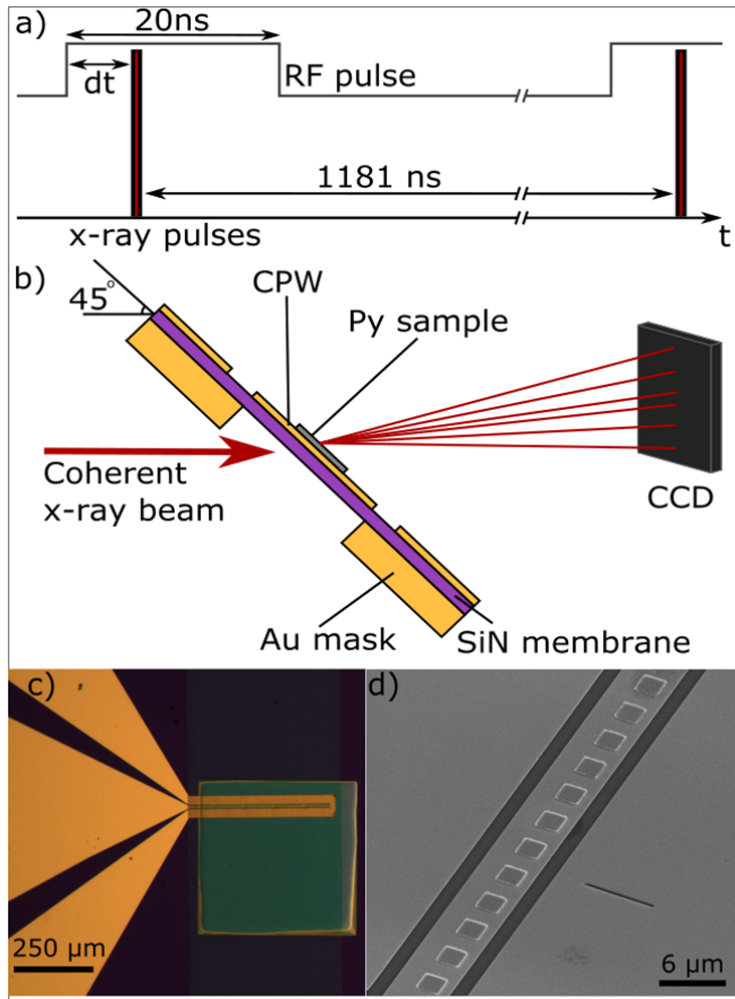 a)
20ns
dt
RF pulse
1181 ns
t
x-ray pulses
b)
45°
CPW
Py sample
Coherent
x-ray beam
CCD
Au mask
SiN membrane
c)
d)
250 μm
6 μm